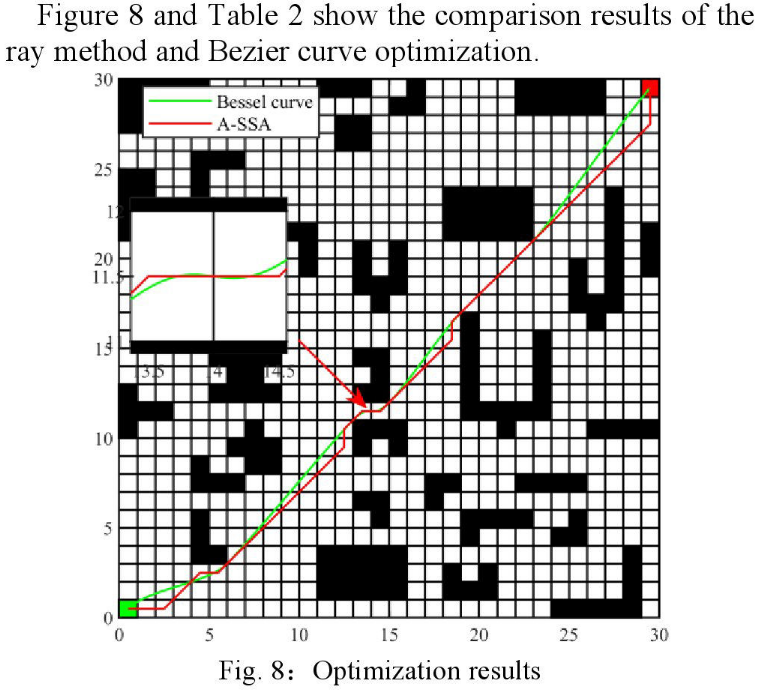 Figure 8 and Table 2 show the comparison results of the
ray method and Bezier curve optimization.
30
Bessel curve
A-SSA
25
12
20
11.5
15
11
13.5 14 14.5
10
5
0
0 5 10 15 20 25 30
Fig. 8: Optimization results